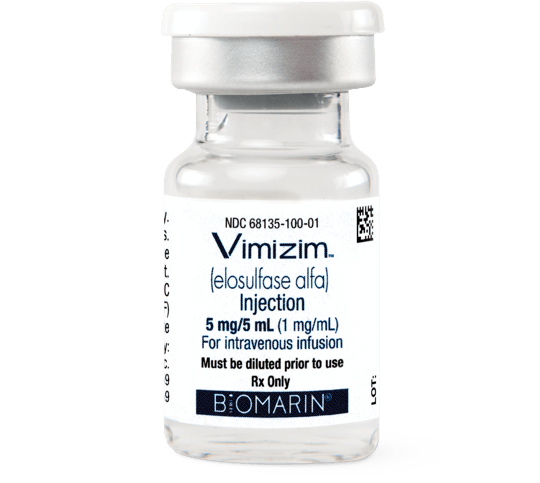 NDC 68135-100-01
Vimizim™
(elosulfase alfa)
Injection
5 mg/5 mL (1 mg/mL)
For intravenous infusion
Must be diluted prior to use
Rx Only
BIOMARIN®
LOT: